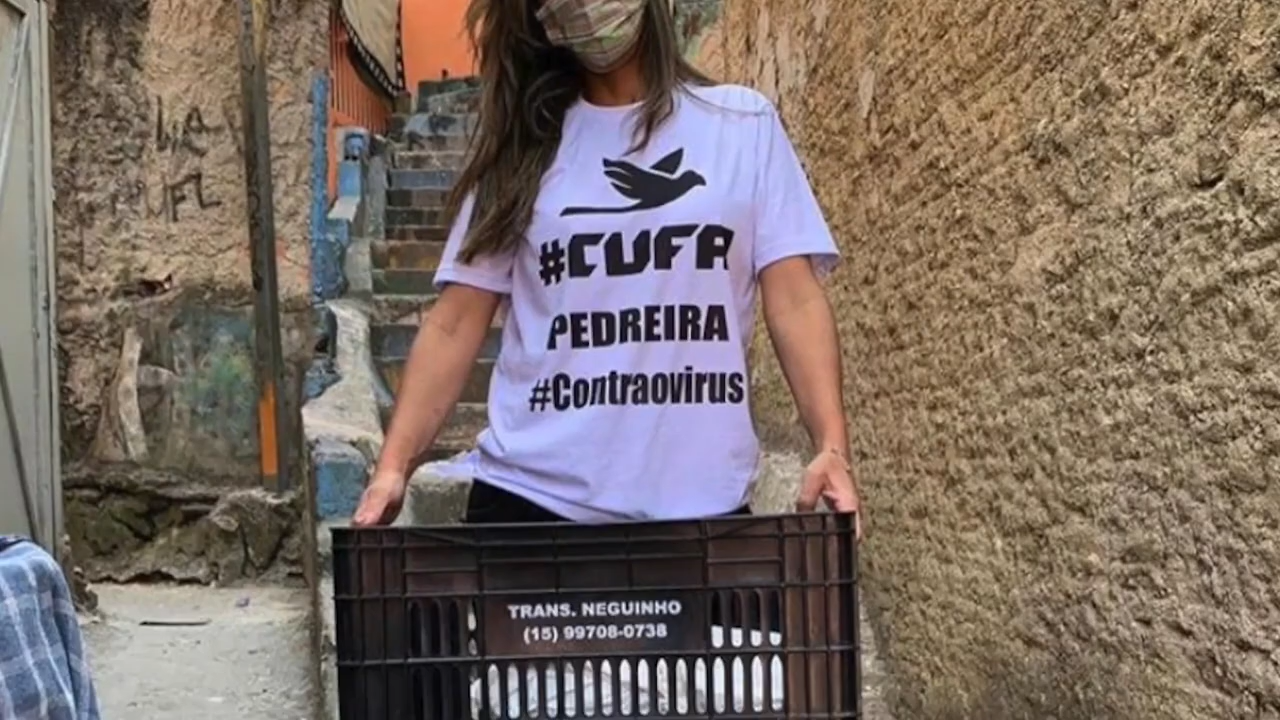 #CUFA
PEDREIRA
#Contraovirus
TRANS. NEGUINHO
(15) 99708-0738